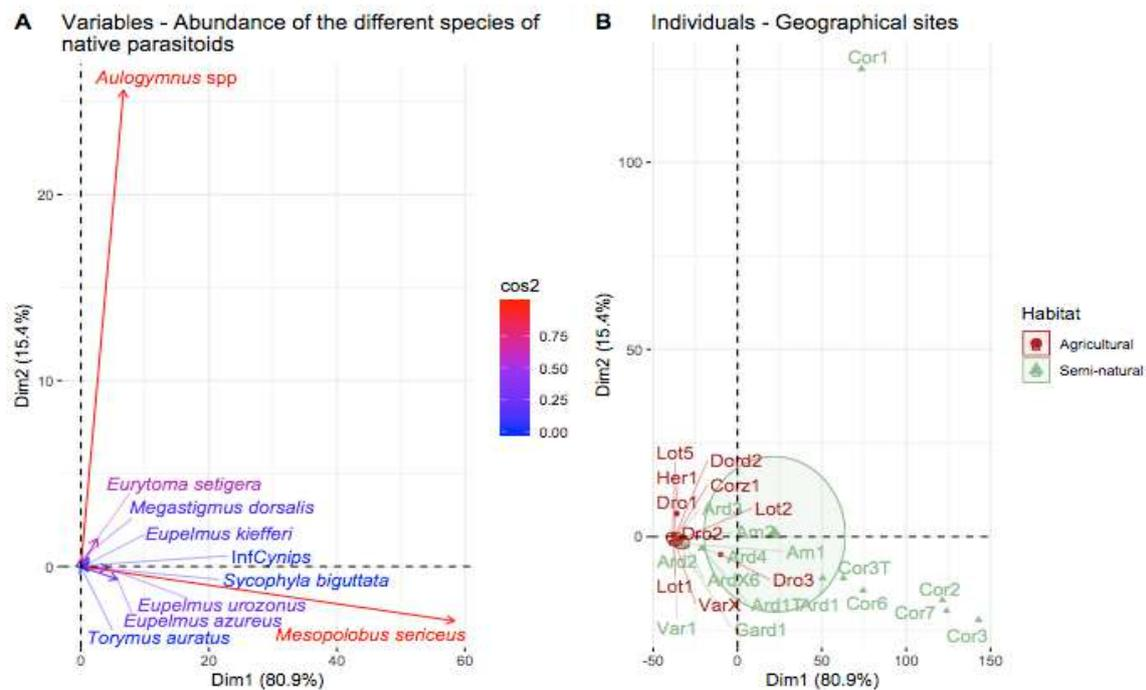 A Variables - Abundance of the different species of
native parasitoids
Aulogymnus spp
20
10
0
Dim2 (15.4%)
Eurytoma setigera
Megastigmus dorsalis
Eupelmus kiefferi
InfCynips
Sycophyla biguttata
Eupelmus urozonus
Eupelmus azureus
Torymus auratus
Mesopolobus sericeus
0 20 40 60
Dim1 (80.9%)
cos2
0.75
0.50
0.25
0.00
B Individuals - Geographical sites
Cor1
100
50
0
Dim2 (15.4%)
Lot5
Dord2
Her1
Corz1
Dro1
Ard3
Lot2
Dro2
Am2
Ard2
Ard4
Am1
ArdX6
Dro3
Cor3T
Lot1
VarX
Ard1T
Ard1
Cor6
Cor2
Cor7
Var1
Gard1
Cor3
-50 0 50 100 150
Dim1 (80.9%)
Habitat
Agricultural
Semi-natural